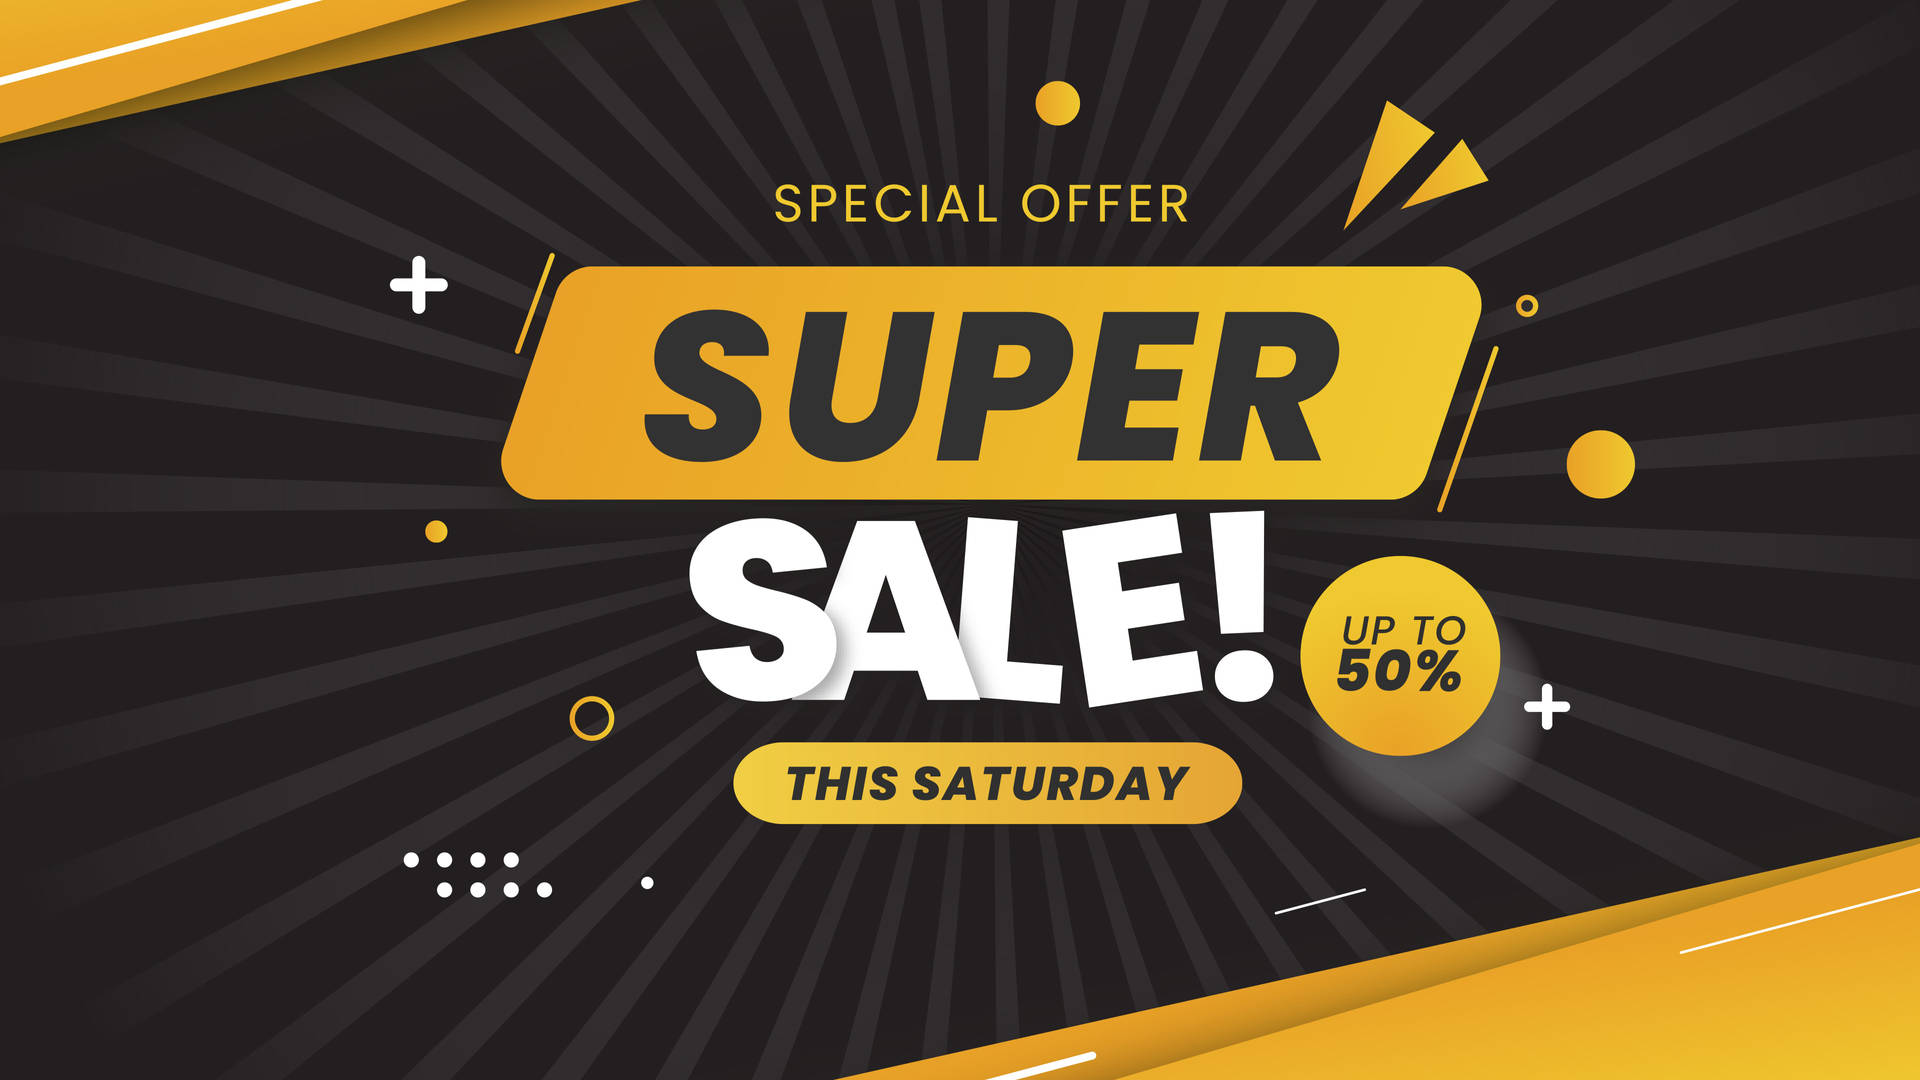 SPECIAL OFFER
SUPER
SALE!
UP TO
50%
THIS SATURDAY